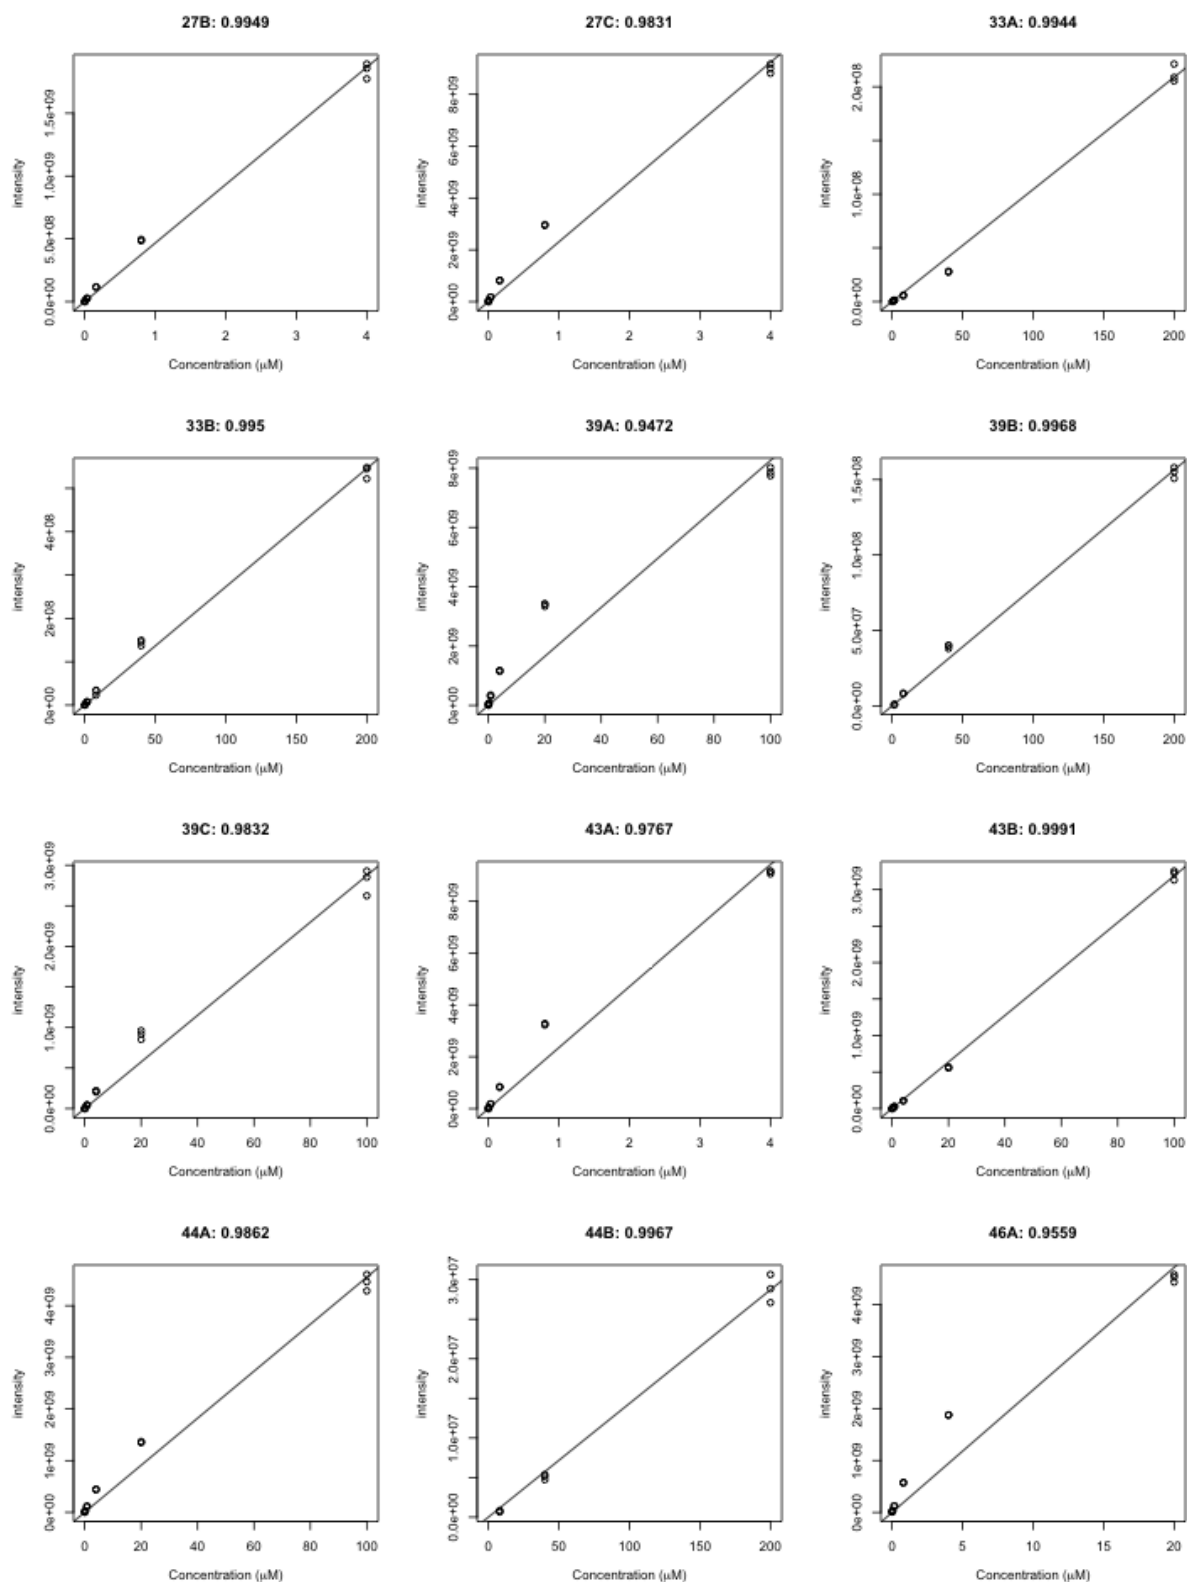 27B: 0.9949
27C: 0.9831
33A: 0.9944
intensity
0.0e+00 5.0e+08 1.0e+09 1.5e+09
0 1 2 3 4
Concentration (μM)
intensity
0e+00 2e+09 4e+09 6e+09 8e+09
0 1 2 3 4
Concentration (μM)
intensity
0.0e+00 1.0e+08 2.0e+08
0 50 100 150 200
Concentration (μM)
33B: 0.995
39A: 0.9472
39B: 0.9968
intensity
0e+00 2e+08 4e+08
0 50 100 150 200
Concentration (μM)
intensity
0e+00 2e+09 4e+09 6e+09 8e+09
0 20 40 60 80 100
Concentration (μM)
intensity
0.0e+00 5.0e+07 1.0e+08 1.5e+08
0 50 100 150 200
Concentration (μM)
39C: 0.9832
43A: 0.9767
43B: 0.9991
intensity
0.0e+00 1.0e+09 2.0e+09 3.0e+09
0 20 40 60 80 100
Concentration (μM)
intensity
0e+00 2e+09 4e+09 6e+09 8e+09
0 1 2 3 4
Concentration (μM)
intensity
0.0e+00 1.0e+09 2.0e+09 3.0e+09
0 20 40 60 80 100
Concentration (μM)
44A: 0.9862
44B: 0.9967
46A: 0.9559
intensity
0e+00 1e+09 2e+09 3e+09 4e+09
0 20 40 60 80 100
Concentration (μM)
intensity
0.0e+00 1.0e+07 2.0e+07 3.0e+07
0 50 100 150 200
Concentration (μM)
intensity
0e+00 1e+09 2e+09 3e+09 4e+09
0 5 10 15 20
Concentration (μM)